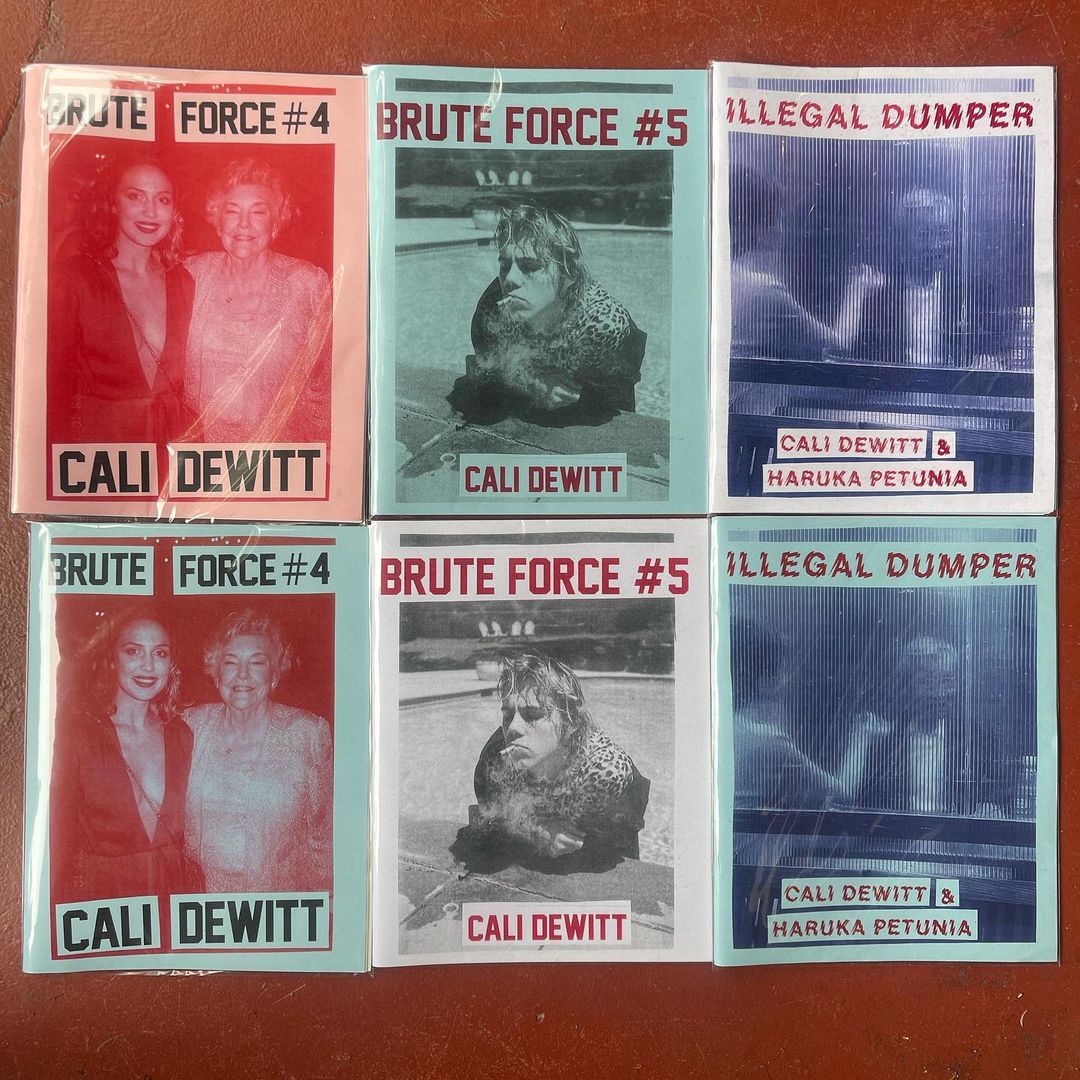 BRUTE FORCE #4
CALI DEWITT
BRUTE FORCE #5
CALI DEWITT
ILLEGAL DUMPER
CALI DEWITT &
HARUKA PETUNIA
BRUTE FORCE #4
CALI DEWITT
BRUTE FORCE #5
CALI DEWITT
ILLEGAL DUMPER
CALI DEWITT &
HARUKA PETUNIA